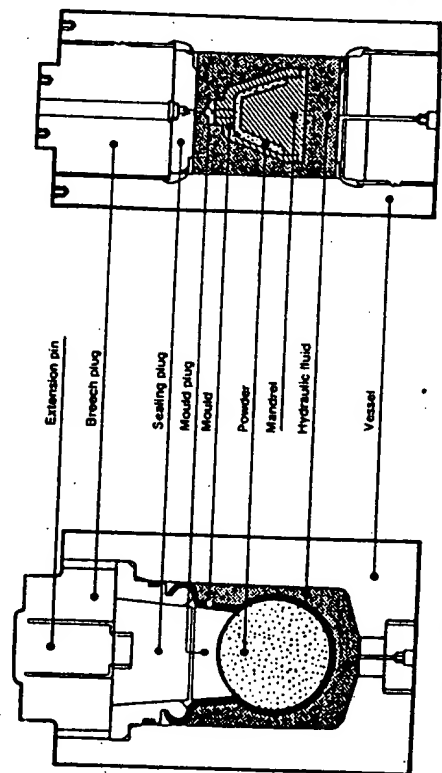 Extension pin
Breech plug
Sealing plug
Mould plug
Mould
Powder
Mandrel
Hydraulic fluid
Vessel